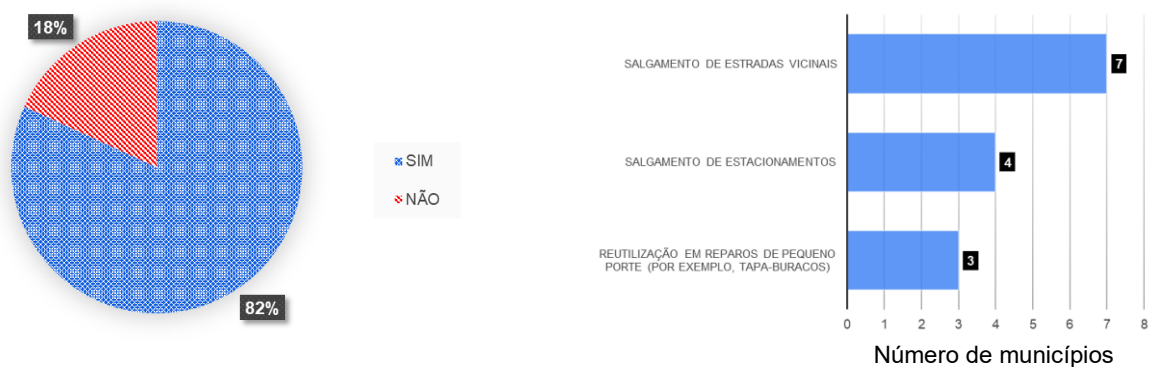 18%
82%
SIM
NÃO
SALGAMENTO DE ESTRADAS VICINAIS
7
SALGAMENTO DE ESTACIONAMENTOS
4
REUTILIZAÇÃO EM REPAROS DE PEQUENO
PORTE (POR EXEMPLO, TAPA-BURACOS)
3
0 1 2 3 4 5 6 7 8
Número de municípios